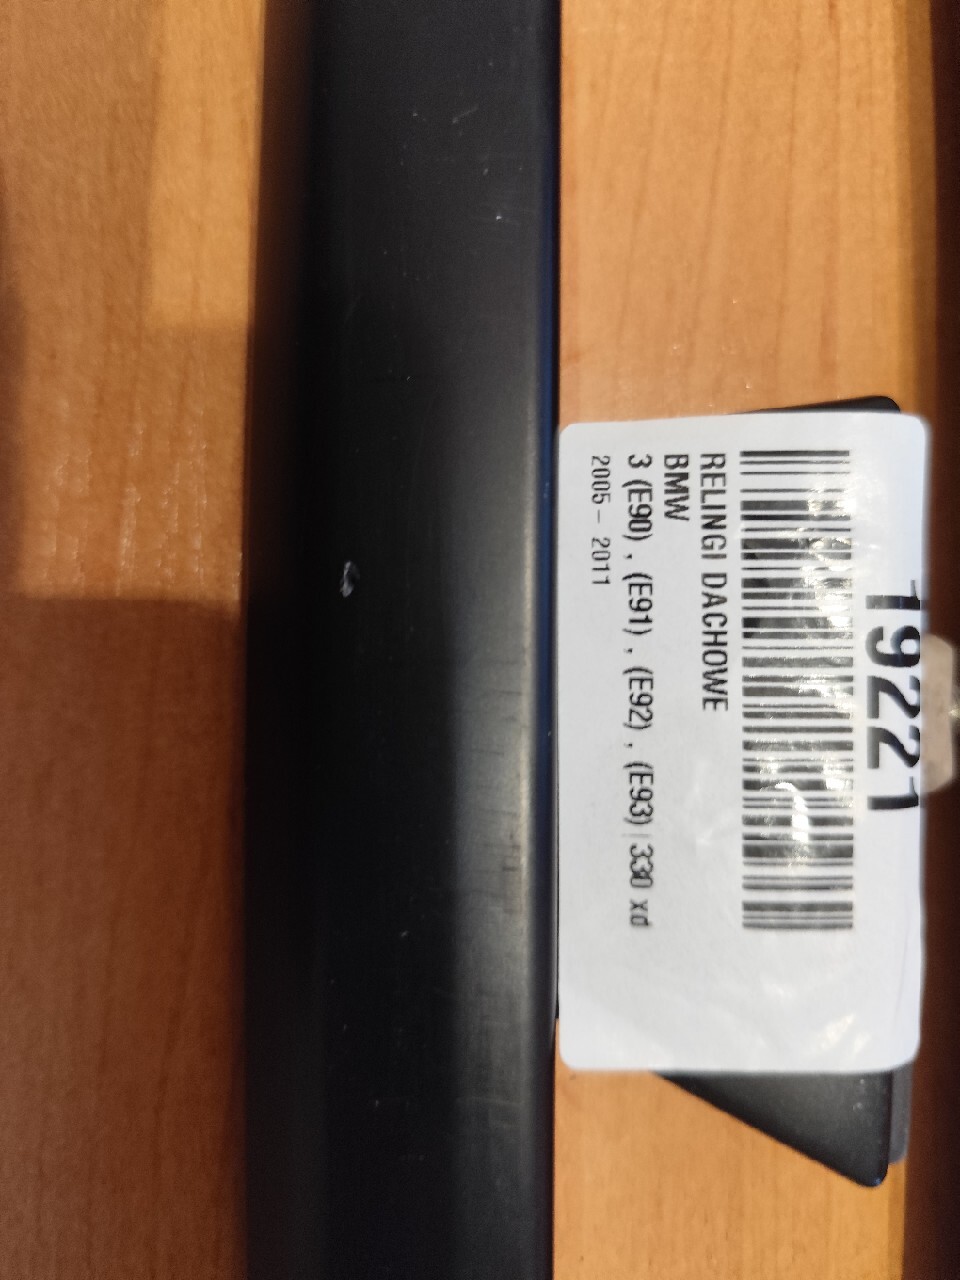 19221
RELINGI DACHOWE
BMW
3 (E90) , (E91) , (E92) , (E93) | 330 xd
2005 - 2011